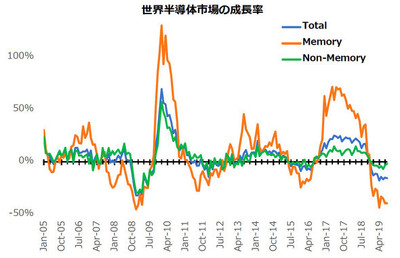 世界半導体市場の成長率
Total
Memory
Non-Memory
100%
50%
0%
-50%
Jan-05
Oct-05
Jul-06
Apr-07
Jan-08
Oct-08
Jul-09
Apr-10
Jan-11
Oct-11
Jul-12
Apr-13
Jan-14
Oct-14
Jul-15
Apr-16
Jan-17
Oct-17
Jul-18
Apr-19